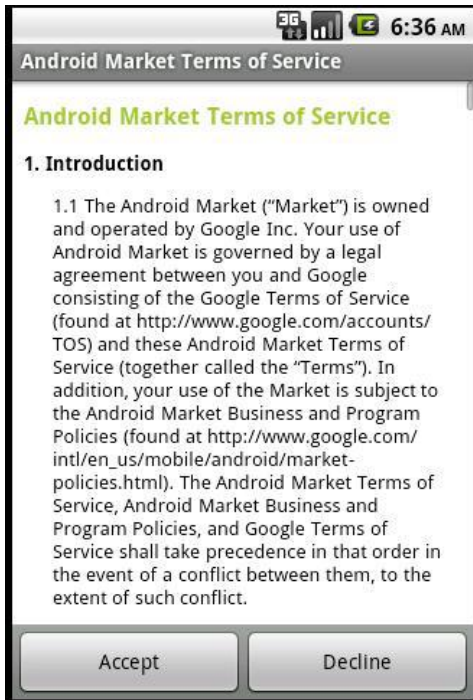 3G 6:36 AM
Android Market Terms of Service
Android Market Terms of Service
1. Introduction
1.1 The Android Market (“Market”) is owned
and operated by Google Inc. Your use of
Android Market is governed by a legal
agreement between you and Google
consisting of the Google Terms of Service
(found at http://www.google.com/accounts/
TOS) and these Android Market Terms of
Service (together called the “Terms”). In
addition, your use of the Market is subject to
the Android Market Business and Program
Policies (found at http://www.google.com/
intl/en_us/mobile/android/market-
policies.html). The Android Market Terms of
Service, Android Market Business and
Program Policies, and Google Terms of
Service shall take precedence in that order in
the event of a conflict between them, to the
extent of such conflict.
Accept Decline